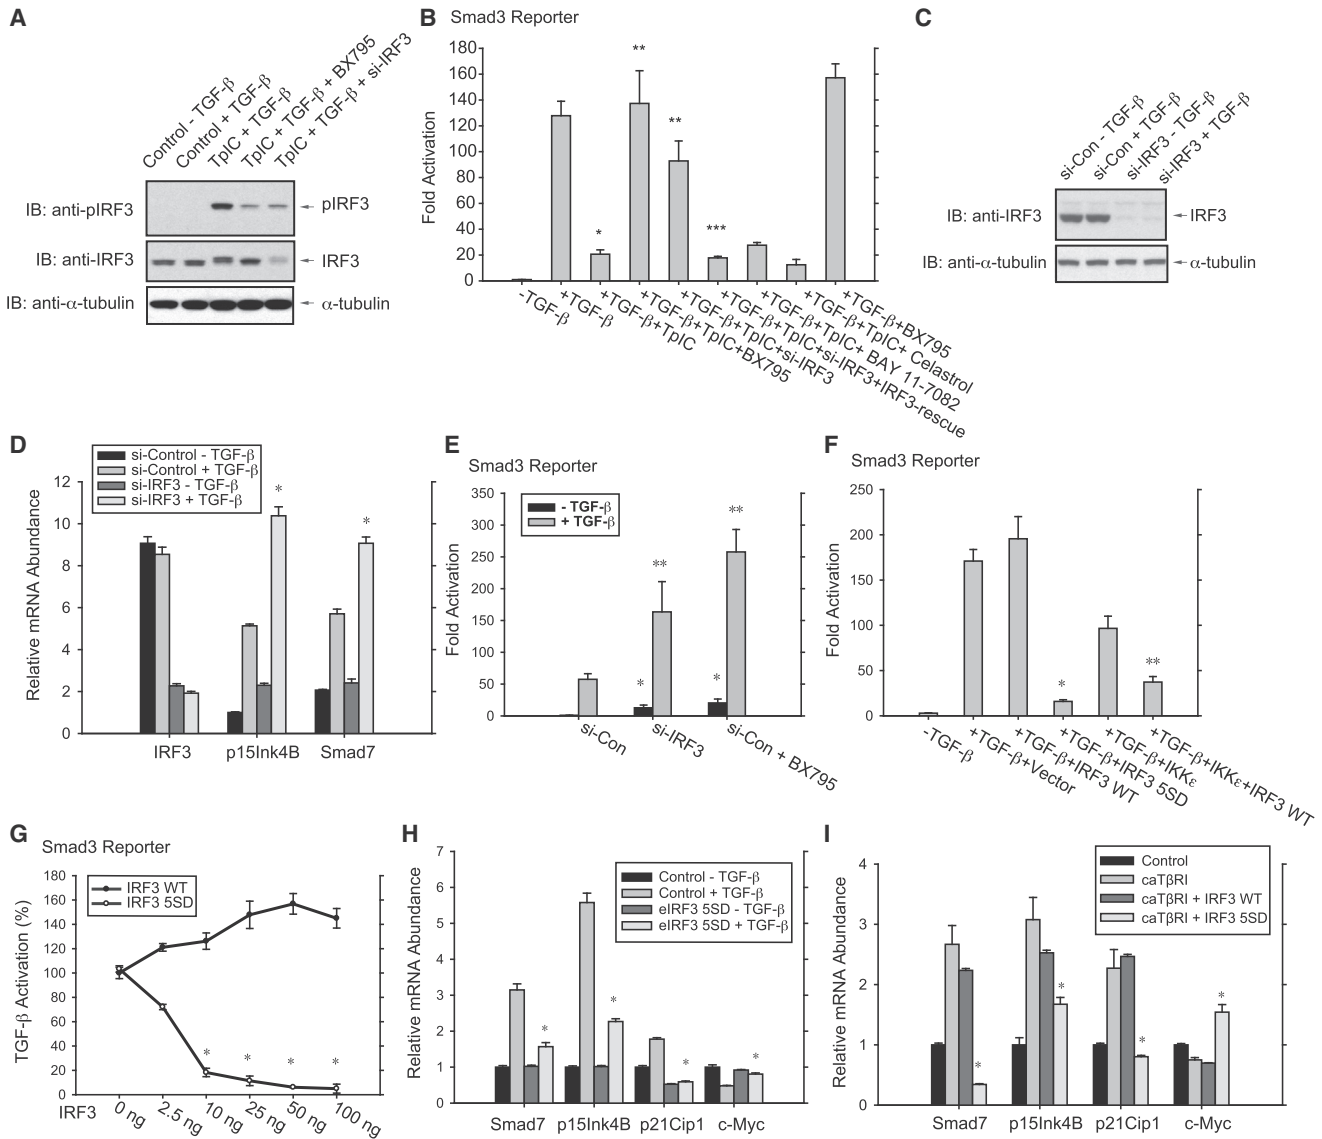 A
Control - TGF-β
Control + TGF-β
TpIC + TGF-β
TpIC + TGF-β + BX795
TpIC + TGF-β + si-IRF3
IB: anti-pIRF3
pIRF3
IB: anti-IRF3
IRF3
IB: anti-α-tubulin
α-tubulin
B
Smad3 Reporter
Fold Activation
180
160
140
120
100
80
60
40
20
0
*
**
**
***
-TGF-β
+TGF-β
+TGF-β+TpIC
+TGF-β+TpIC+BX795
+TGF-β+TpIC+si-IRF3
+TGF-β+TpIC+si-IRF3+IRF3-rescue
+TGF-β+TpIC+ BAY 11-7082
+TGF-β+TpIC+ Celastrol
+TGF-β+BX795
C
si-Con - TGF-β
si-Con + TGF-β
si-IRF3 - TGF-β
si-IRF3 + TGF-β
IB: anti-IRF3
IRF3
IB: anti-α-tubulin
α-tubulin
D
si-Control - TGF-β
si-Control + TGF-β
si-IRF3 - TGF-β
si-IRF3 + TGF-β
Relative mRNA Abundance
12
10
8
6
4
2
0
*
*
IRF3 p15Ink4B Smad7
E
Smad3 Reporter
- TGF-β
+ TGF-β
Fold Activation
350
300
250
200
150
100
50
0
*
**
*
**
si-Con
si-IRF3
si-Con + BX795
F
Smad3 Reporter
Fold Activation
250
200
150
100
50
0
*
**
-TGF-β
+TGF-β+Vector
+TGF-β+IRF3 WT
+TGF-β+IRF3 5SD
+TGF-β+IKKε
+TGF-β+IKKε+IRF3 WT
G
Smad3 Reporter
IRF3 WT
IRF3 5SD
TGF-β Activation (%)
180
160
140
120
100
80
60
40
20
0
* * * *
IRF3 0 ng 2.5 ng 10 ng 25 ng 50 ng 100 ng
H
Control - TGF-β
Control + TGF-β
eIRF3 5SD - TGF-β
eIRF3 5SD + TGF-β
Relative mRNA Abundance
7
6
5
4
3
2
1
0
* * * *
Smad7 p15Ink4B p21Cip1 c-Myc
I
Control
caTβRI
caTβRI + IRF3 WT
caTβRI + IRF3 5SD
Relative mRNA Abundance
4
3
2
1
0
* * * *
Smad7 p15Ink4B p21Cip1 c-Myc